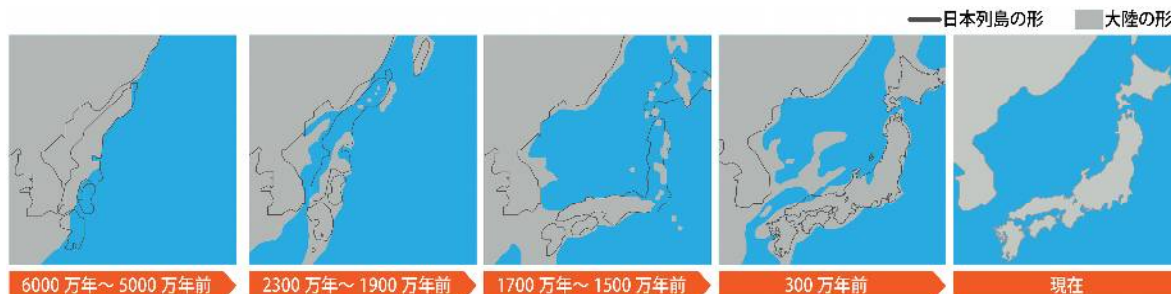 日本列島の形 大陸の形
6000 万年～ 5000 万年前
2300 万年～ 1900 万年前
1700 万年～ 1500 万年前
300 万年前
現在